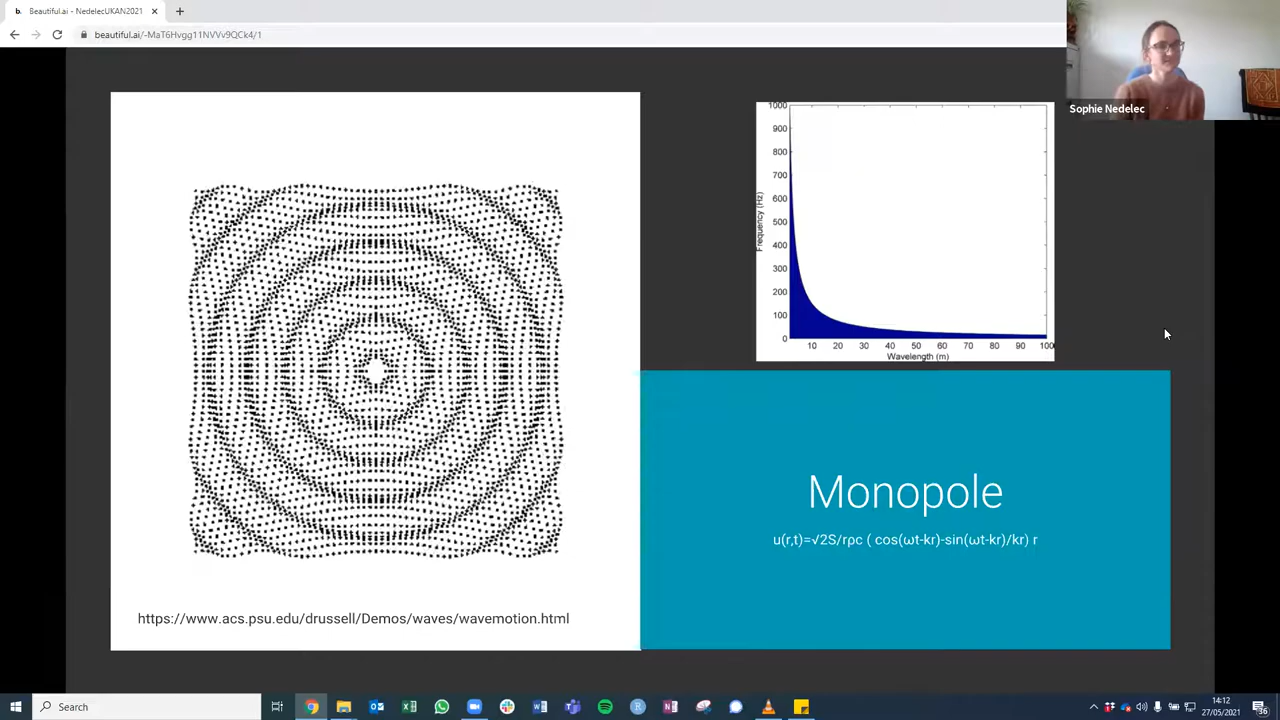 Beautiful.ai - NedelecUKAN2021
beautiful.ai/-MaT6Hvgg11NVVv9QCk4/1
Sophie Nedelec
1000
900
800
700
600
500
400
300
200
100
0
Frequency (Hz)
10 20 30 40 50 60 70 80 90 100
Wavelength (m)
Monopole
u(r,t)=√2S/rρc ( cos(ωt-kr)-sin(ωt-kr)/kr) r
https://www.acs.psu.edu/drussell/Demos/waves/wavemotion.html
Search
14:12
27/05/2021